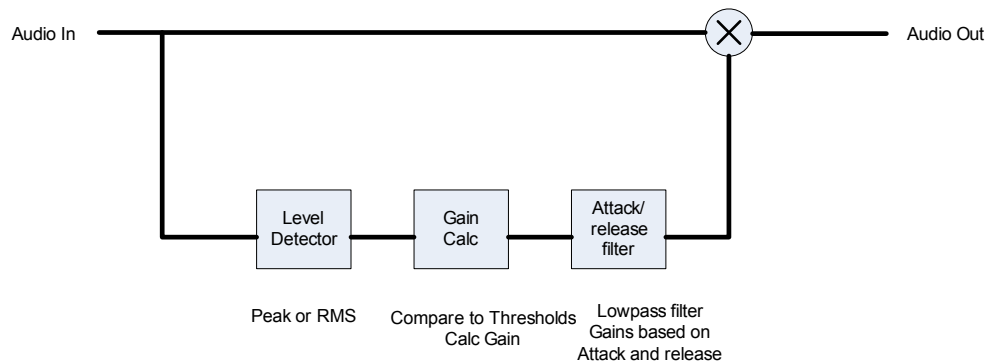 Audio In
Audio Out
Level
Detector
Gain
Calc
Attack/
release
filter
Peak or RMS
Compare to Thresholds
Calc Gain
Lowpass filter
Gains based on
Attack and release